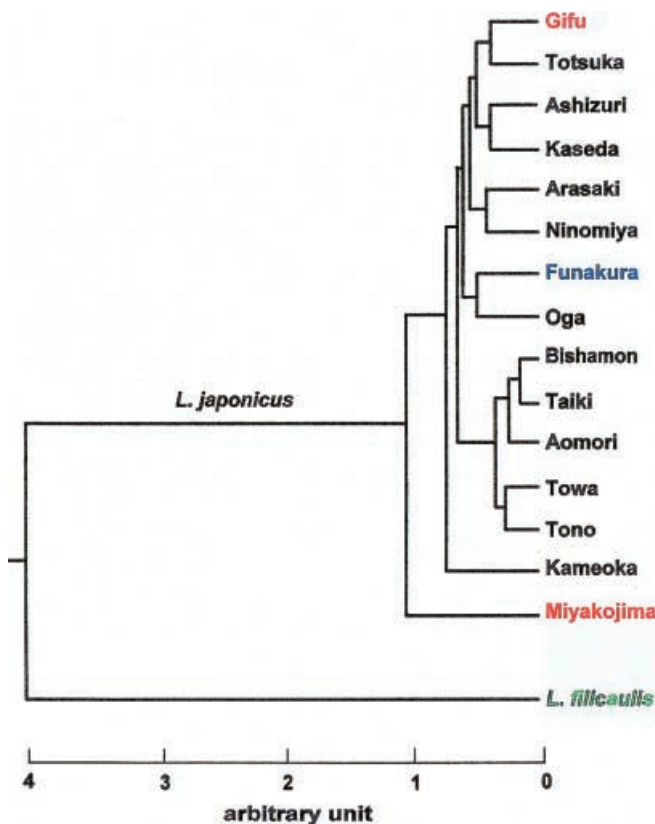 Gifu
Totsuka
Ashizuri
Kaseda
Arasaki
Ninomiya
Funakura
Oga
Bishamon
L. japonicus
Taiki
Aomori
Towa
Tono
Kameoka
Miyakojima
L. filicaulis
4 3 2 1 0
arbitrary unit